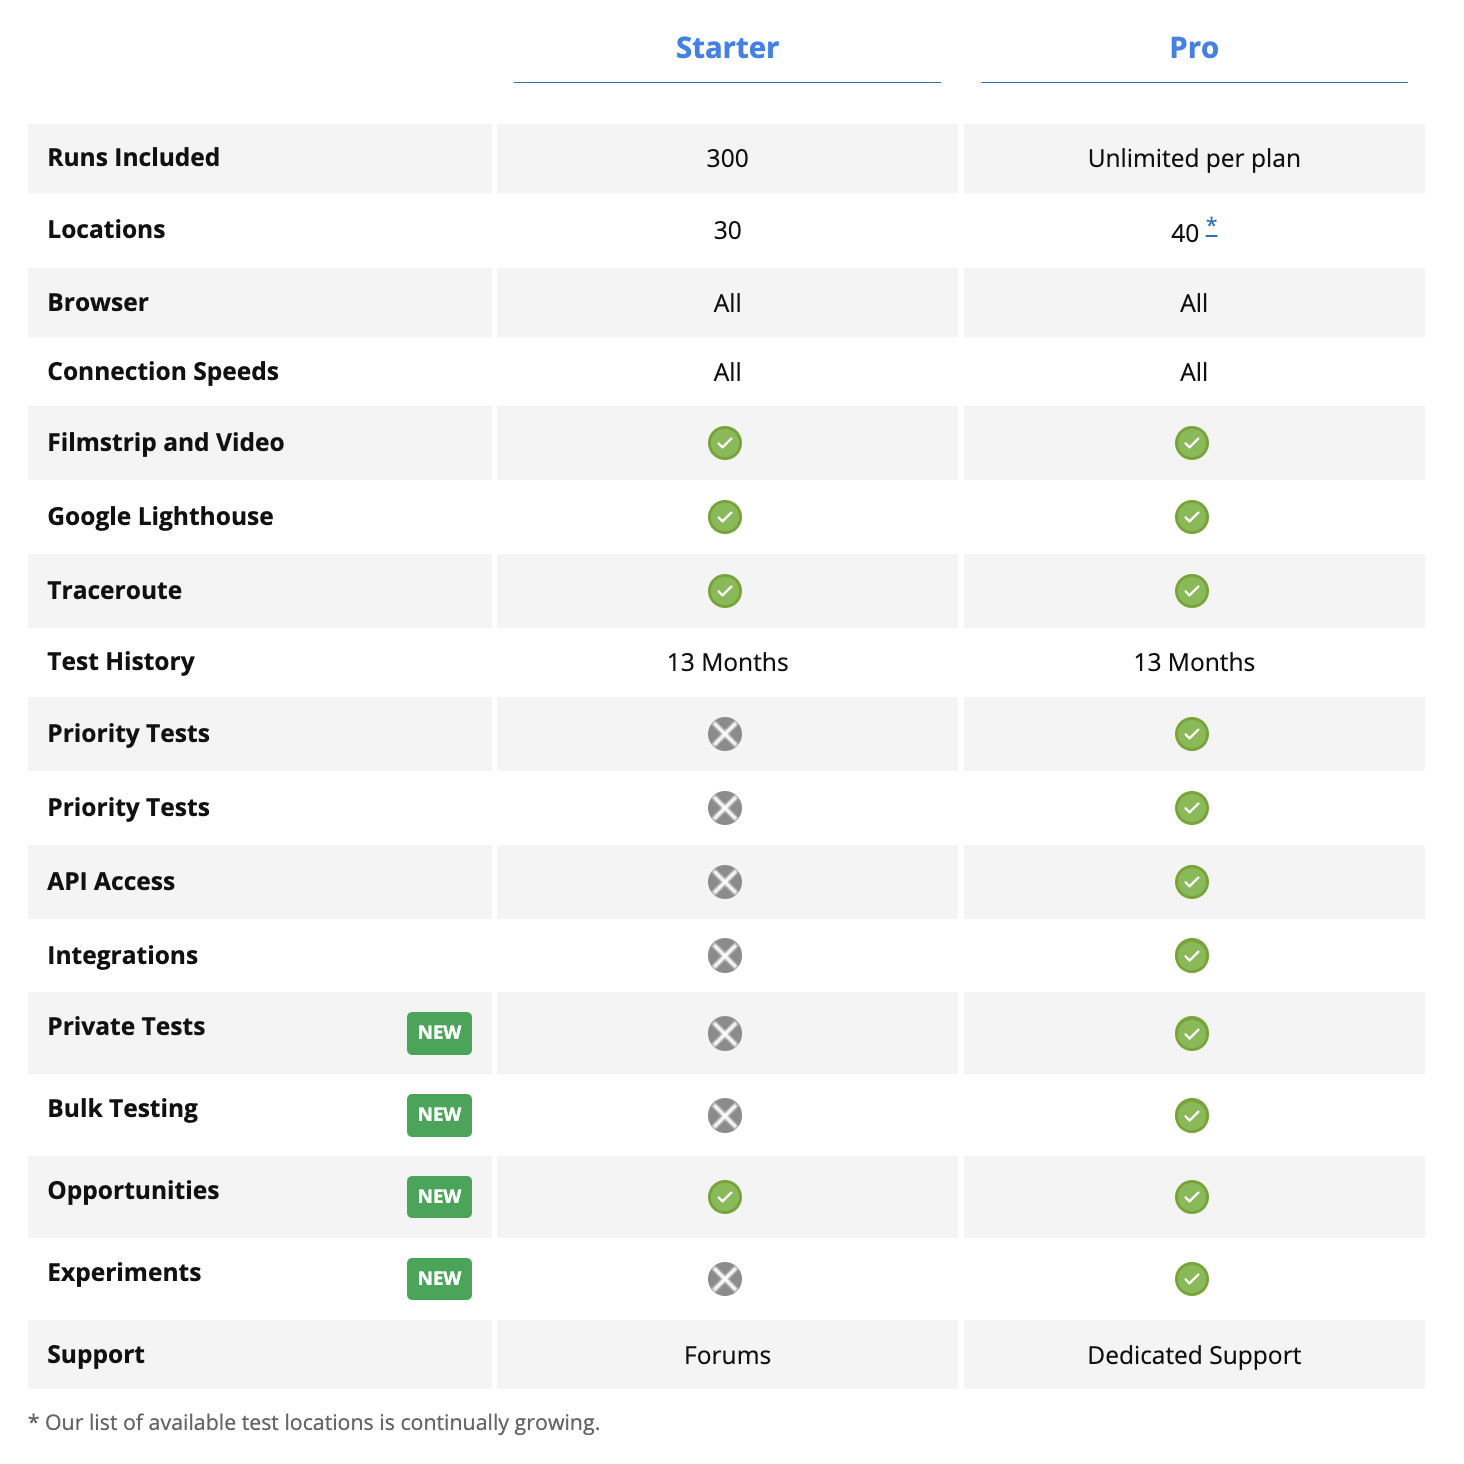 Starter Pro
Runs Included 300 Unlimited per plan
Locations 30 40 *
Browser All All
Connection Speeds All All
Filmstrip and Video
Google Lighthouse
Traceroute
Test History 13 Months 13 Months
Priority Tests
Priority Tests
API Access
Integrations
Private Tests NEW
Bulk Testing NEW
Opportunities NEW
Experiments NEW
Support Forums Dedicated Support
* Our list of available test locations is continually growing.